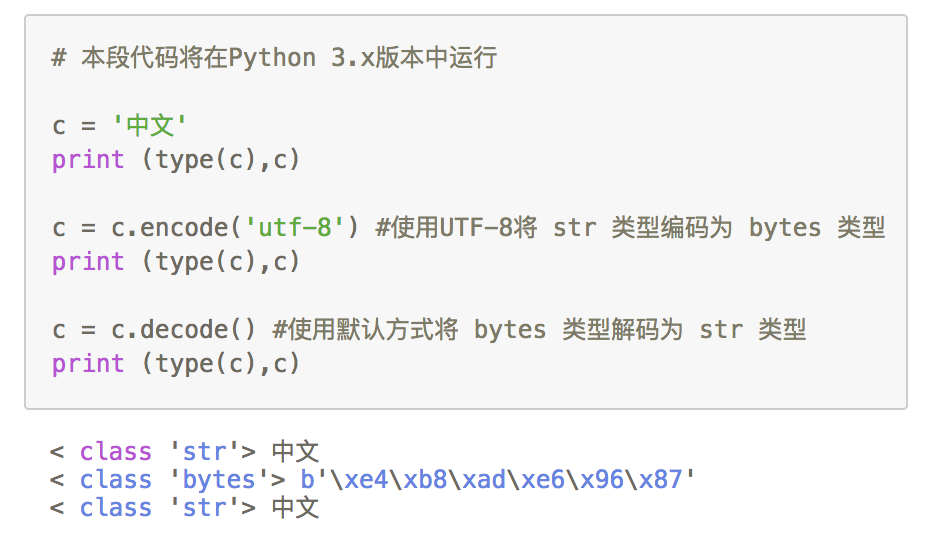 # 本段代码将在Python 3.x版本中运行
c = '中文'
print (type(c),c)
c = c.encode('utf-8') #使用UTF-8将 str 类型编码为 bytes 类型
print (type(c),c)
c = c.decode() #使用默认方式将 bytes 类型解码为 str 类型
print (type(c),c)
< class 'str'> 中文
< class 'bytes'> b'\xe4\xb8\xad\xe6\x96\x87'
< class 'str'> 中文